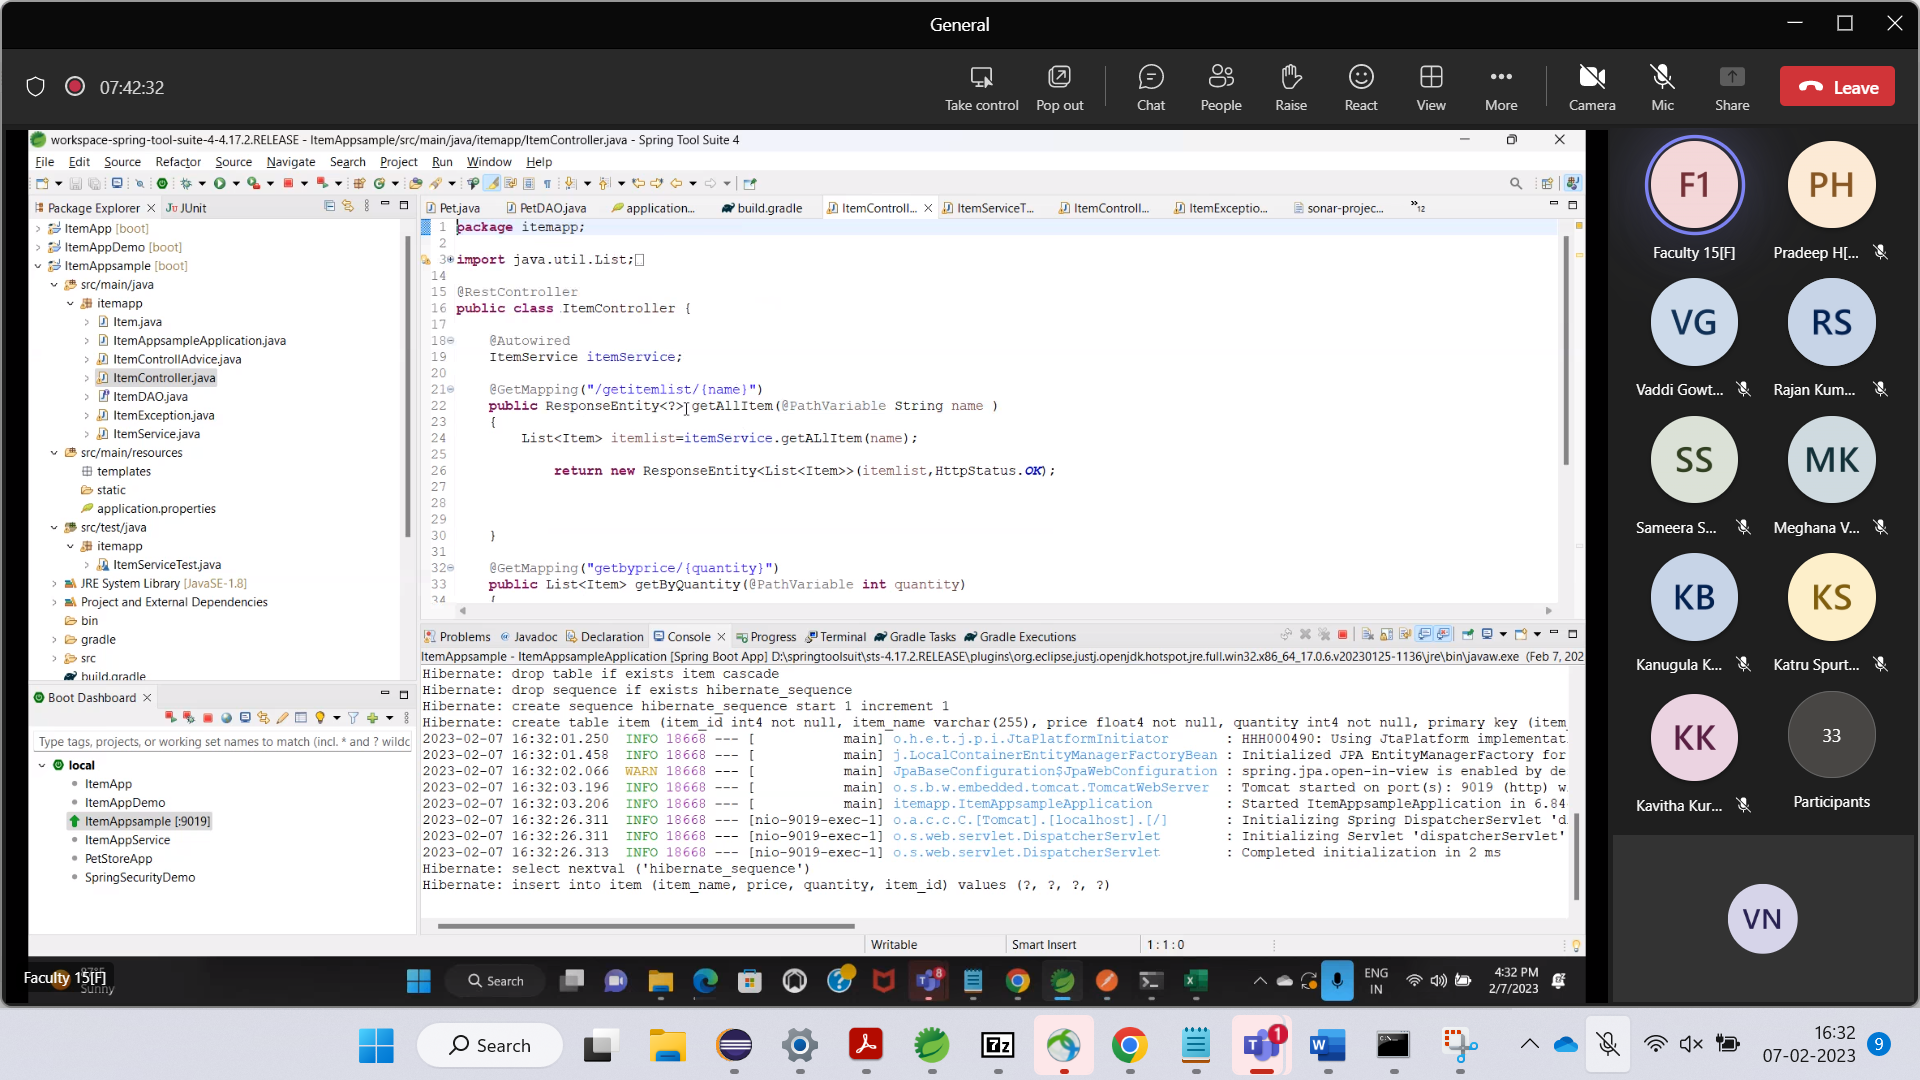 General
07:42:32
Take control
Pop out
Chat
People
Raise
React
View
More
Camera
Mic
Share
Leave
workspace-spring-tool-suite-4-4.17.2.RELEASE - ItemAppsample/src/main/java/itemapp/ItemController.java - Spring Tool Suite 4
File Edit Source Refactor Source Navigate Search Project Run Window Help
Package Explorer
JUnit
ItemApp [boot]
ItemAppDemo [boot]
ItemAppsample [boot]
src/main/java
itemapp
Item.java
ItemAppsampleApplication.java
ItemControllAdvice.java
ItemController.java
ItemDAO.java
ItemException.java
ItemService.java
src/main/resources
templates
static
application.properties
src/test/java
itemapp
ItemServiceTest.java
JRE System Library [JavaSE-1.8]
Project and External Dependencies
bin
gradle
src
build.gradle
Pet.java
PetDAO.java
application...
build.gradle
ItemControll...
ItemServiceT...
ItemControll...
ItemExceptio...
sonar-projec...
12
1 package itemapp;
2
3 import java.util.List;
14
15 @RestController
16 public class ItemController {
17
18 @Autowired
19 ItemService itemService;
20
21 @GetMapping("/getitemlist/{name}")
22 public ResponseEntity<?> getAllItem(@PathVariable String name )
23 {
24 List<Item> itemlist=itemService.getALlItem(name);
25
26 return new ResponseEntity<List<Item>>(itemlist,HttpStatus.OK);
27
28
29
30 }
31
32 @GetMapping("getbyprice/{quantity}")
33 public List<Item> getByQuantity(@PathVariable int quantity)
34 {
Problems
Javadoc
Declaration
Console
Progress
Terminal
Gradle Tasks
Gradle Executions
ItemAppsample - ItemAppsampleApplication [Spring Boot App] D:\springtoolsuit\sts-4.17.2.RELEASE\plugins\org.eclipse.justj.openjdk.hotspot.jre.full.win32.x86_64_17.0.6.v20230125-1136\jre\bin\javaw.exe (Feb 7, 202
Hibernate: drop table if exists item cascade
Hibernate: drop sequence if exists hibernate_sequence
Hibernate: create sequence hibernate_sequence start 1 increment 1
Hibernate: create table item (item_id int4 not null, item_name varchar(255), price float4 not null, quantity int4 not null, primary key (item_
2023-02-07 16:32:01.250 INFO 18668 --- [ main] o.h.e.t.j.p.i.JtaPlatformInitiator : HHH000490: Using JtaPlatform implementat
2023-02-07 16:32:01.458 INFO 18668 --- [ main] j.LocalContainerEntityManagerFactoryBean : Initialized JPA EntityManagerFactory for
2023-02-07 16:32:02.066 WARN 18668 --- [ main] JpaBaseConfiguration$JpaWebConfiguration : spring.jpa.open-in-view is enabled by de
2023-02-07 16:32:03.196 INFO 18668 --- [ main] o.s.b.w.embedded.tomcat.TomcatWebServer : Tomcat started on port(s): 9019 (http) w
2023-02-07 16:32:03.206 INFO 18668 --- [ main] itemapp.ItemAppsampleApplication : Started ItemAppsampleApplication in 6.84
2023-02-07 16:32:26.311 INFO 18668 --- [nio-9019-exec-1] o.a.c.c.C.[Tomcat].[localhost].[/] : Initializing Spring DispatcherServlet 'd
2023-02-07 16:32:26.311 INFO 18668 --- [nio-9019-exec-1] o.s.web.servlet.DispatcherServlet : Initializing Servlet 'dispatcherServlet'
2023-02-07 16:32:26.313 INFO 18668 --- [nio-9019-exec-1] o.s.web.servlet.DispatcherServlet : Completed initialization in 2 ms
Hibernate: select nextval ('hibernate_sequence')
Hibernate: insert into item (item_name, price, quantity, item_id) values (?, ?, ?, ?)
Writable
Smart Insert
1 : 1 : 0
Boot Dashboard
Type tags, projects, or working set names to match (incl. * and ? wildc
local
ItemApp
ItemAppDemo
ItemAppsample [:9019]
ItemAppService
PetStoreApp
SpringSecurityDemo
F1
Faculty 15[F]
PH
Pradeep H[...
VG
Vaddi Gowt...
RS
Rajan Kum...
SS
Sameera S...
MK
Meghana V...
KB
Kanugula K...
KS
Katru Spurt...
KK
Kavitha Kur...
33
Participants
VN
Faculty 15[F]
Sunny
Search
8
ENG
IN
4:32 PM
2/7/2023
Search
1
16:32
07-02-2023
9